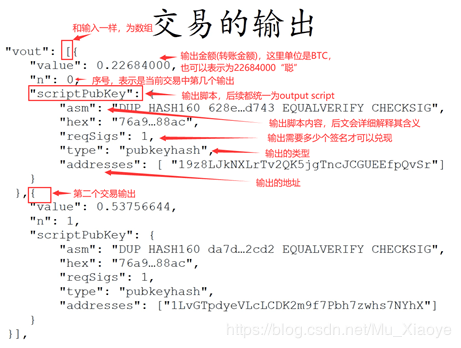 和输入一样，为数组
交易的输出
"vout": [{
"value": 0.22684000,
输出金额(转账金额)，这里单位是BTC，
也可以表示为22684000“聪”
"n": 0,
序号，表示是当前交易中第几个输出
"scriptPubKey": {
输出脚本，后续都统一为output script
"asm": "DUP HASH160 628e…d743 EQUALVERIFY CHECKSIG",
输出脚本内容，后文会详细解释其含义
"hex": "76a9…88ac",
"reqSigs": 1,
输出需要多少个签名才可以兑现
"type": "pubkeyhash",
输出的类型
"addresses": [ "19z8LJkNXLrTv2QK5jgTncJCGUEEfpQvSr"]
输出的地址
}
},{
第二个交易输出
"value": 0.53756644,
"n": 1,
"scriptPubKey": {
"asm": "DUP HASH160 da7d…2cd2 EQUALVERIFY CHECKSIG",
"hex": "76a9…88ac",
"reqSigs": 1,
"type": "pubkeyhash",
"addresses": ["1LvGTpdyeVLcLCDK2m9f7Pbh7zwhs7NYhX"]
}
}],
https://blog.csdn.net/Mu_Xiaoye